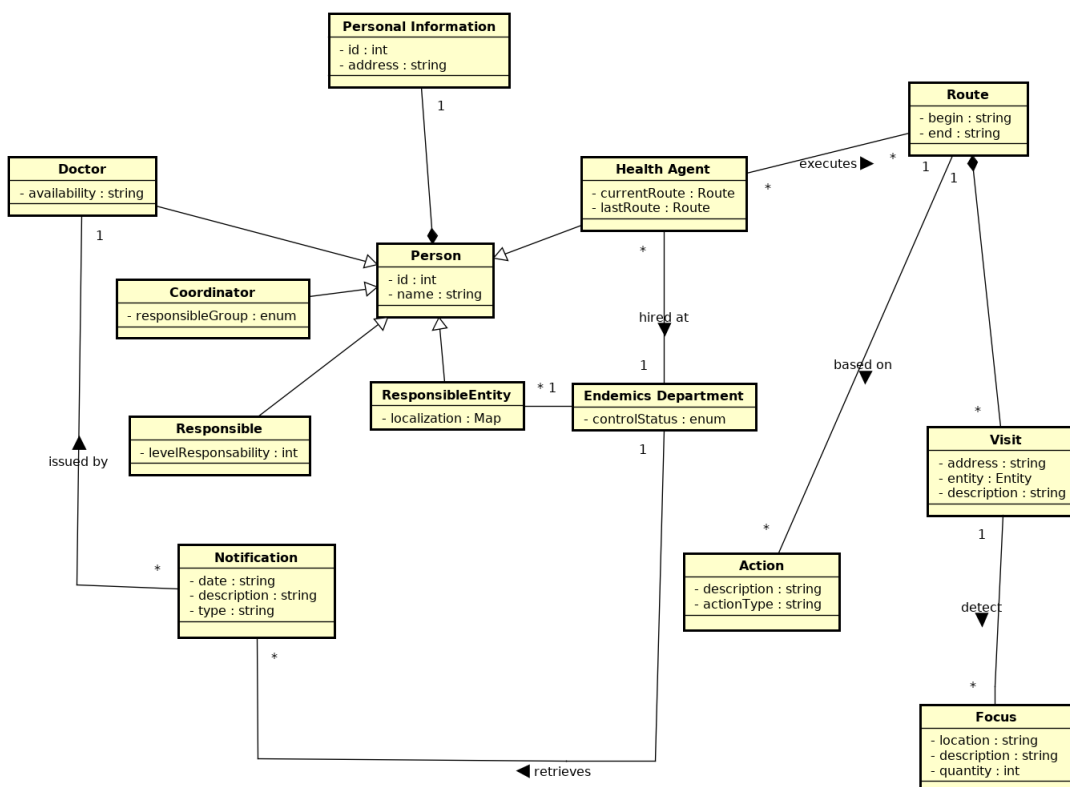 Personal Information
- id : int
- address : string
1
Route
- begin : string
- end : string
executes
*
*
1
1
Doctor
- availability : string
1
Health Agent
- currentRoute : Route
- lastRoute : Route
*
Person
- id : int
- name : string
Coordinator
- responsibleGroup : enum
hired at
1
based on
ResponsibleEntity
- localization : Map
* 1
Endemics Department
- controlStatus : enum
1
Responsible
- levelResponsability : int
issued by
*
Visit
- address : string
- entity : Entity
- description : string
1
*
Notification
- date : string
- description : string
- type : string
*
*
Action
- description : string
- actionType : string
detect
*
Focus
- location : string
- description : string
- quantity : int
retrieves